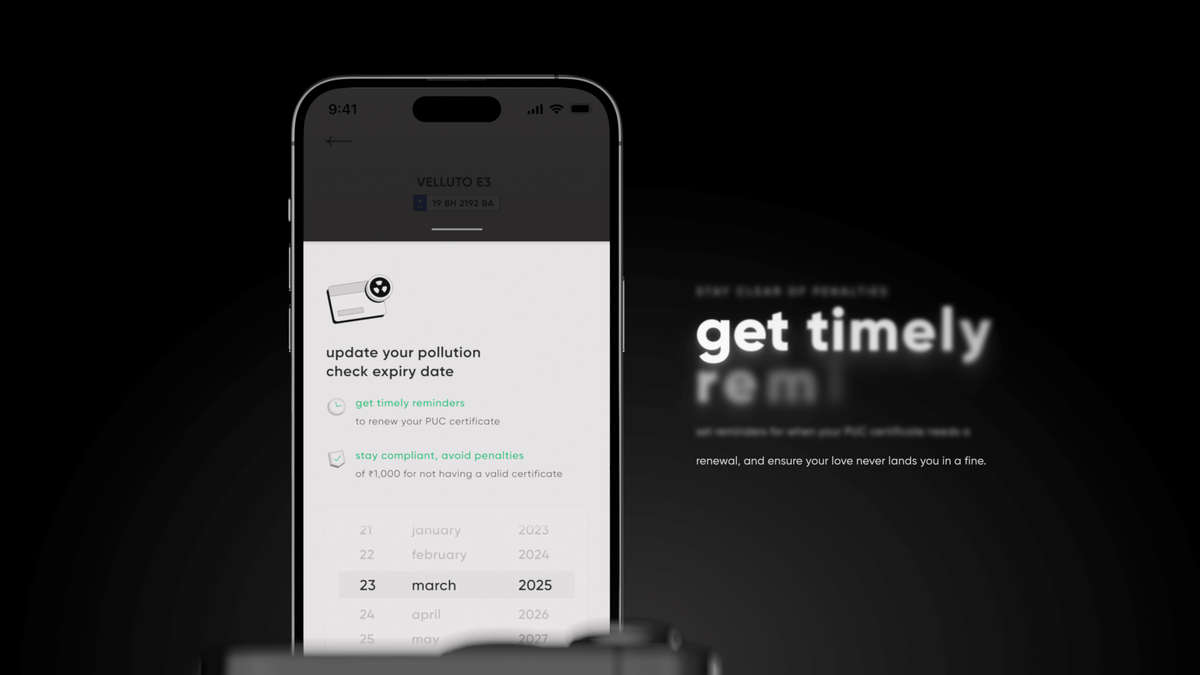 9:41
VELLUTO E3
19 BH 2192 BA
update your pollution
check expiry date
get timely reminders
to renew your PUC certificate
stay compliant, avoid penalties
of ₹1,000 for not having a valid certificate
21 january 2023
22 february 2024
23 march 2025
24 april 2026
25 may 2027
STAY CLEAR OF PENALTIES
get timely
remi
set reminders for when your PUC certificate needs a
renewal, and ensure your love never lands you in a fine.